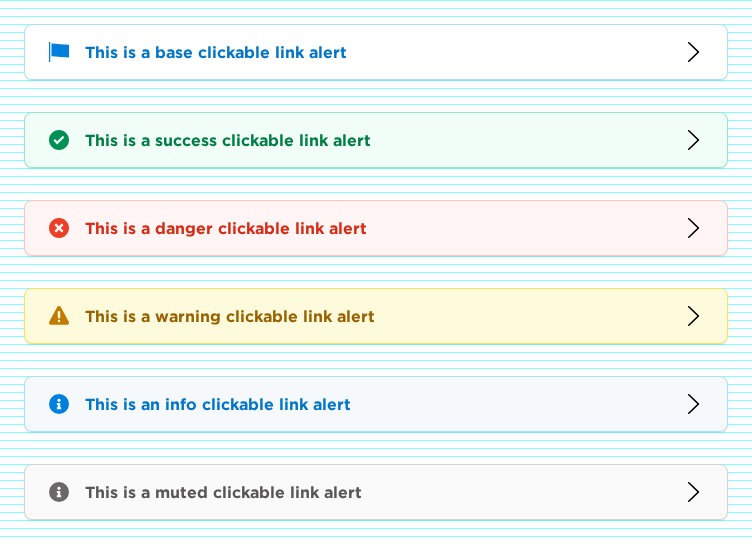 This is a base clickable link alert
This is a success clickable link alert
This is a danger clickable link alert
This is a warning clickable link alert
This is an info clickable link alert
This is a muted clickable link alert